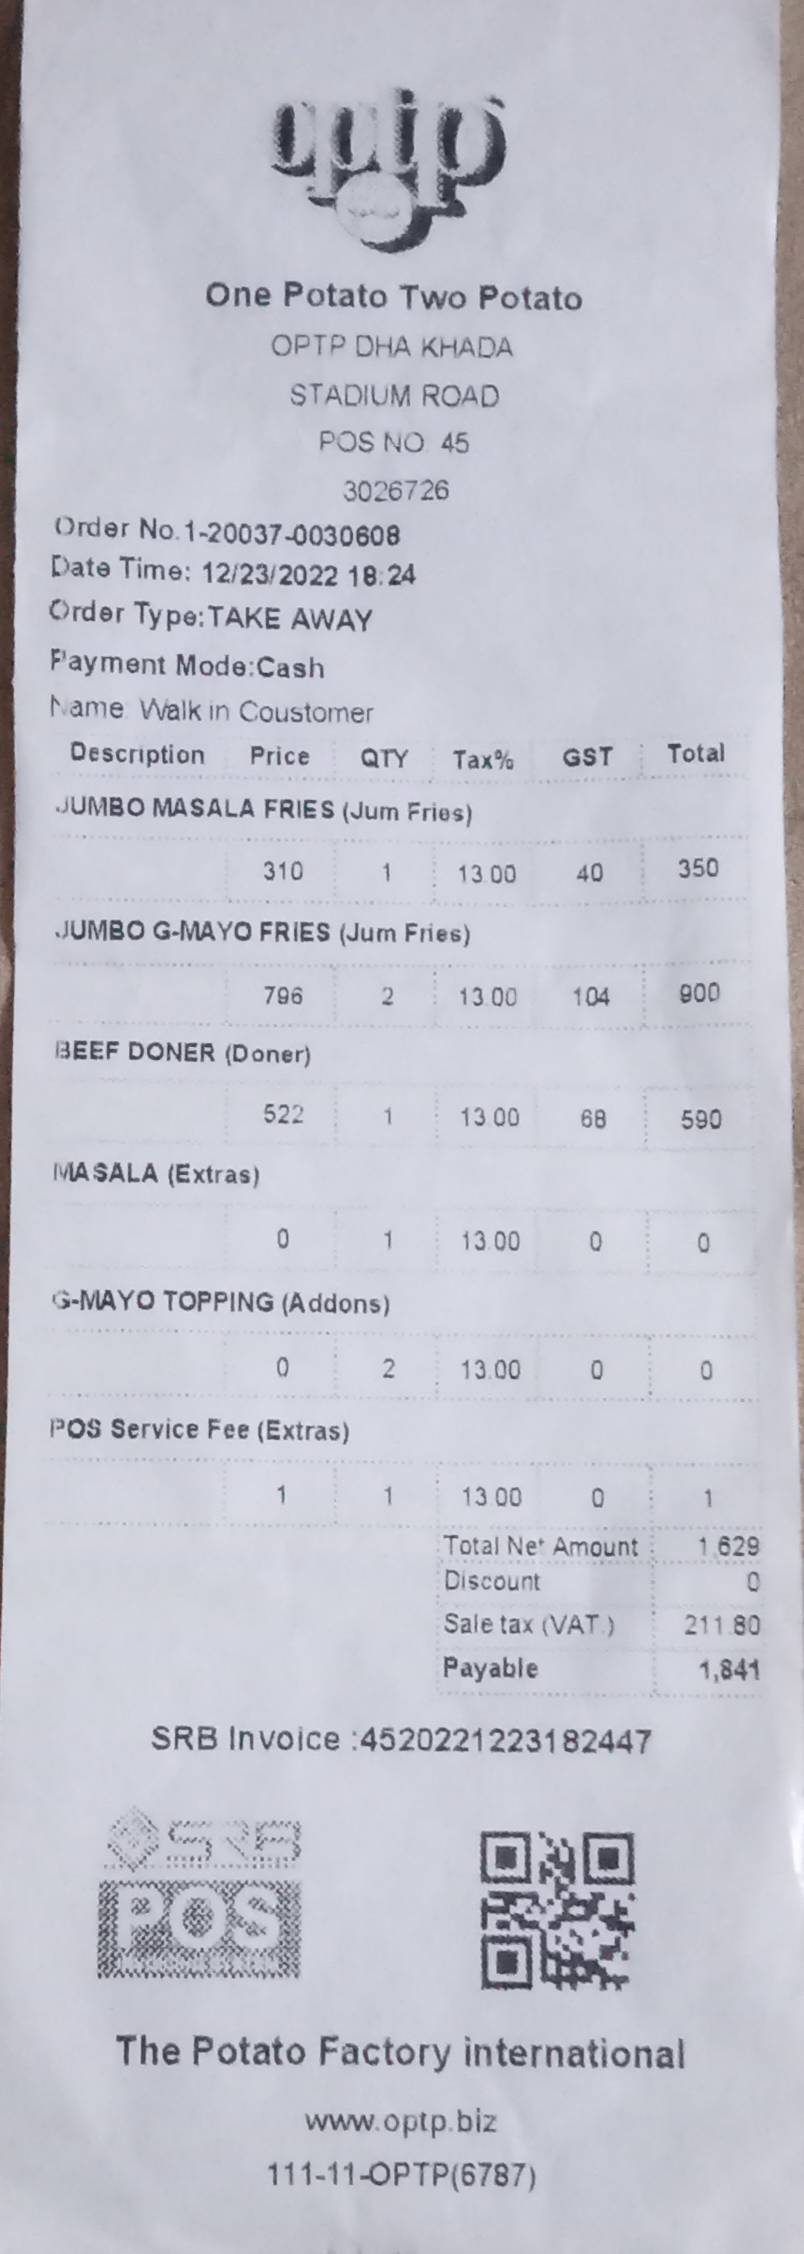 optp
One Potato Two Potato
OPTP DHA KHADA
STADIUM ROAD
POS NO. 45
3026726
Order No.1-20037-0030608
Date Time: 12/23/2022 18:24
Order Type:TAKE AWAY
Payment Mode:Cash
Name: Walk in Coustomer
Description Price QTY Tax% GST Total
JUMBO MASALA FRIES (Jum Fries)
310 1 13.00 40 350
JUMBO G-MAYO FRIES (Jum Fries)
796 2 13.00 104 900
BEEF DONER (Doner)
522 1 13.00 68 590
MASALA (Extras)
0 1 13.00 0 0
G-MAYO TOPPING (Addons)
0 2 13.00 0 0
POS Service Fee (Extras)
1 1 13.00 0 1
Total Net Amount : 1,629
Discount 0
Sale tax (VAT.) 211.80
Payable 1,841
SRB Invoice :4520221223182447
SRB
POS
The Potato Factory international
www.optp.biz
111-11-OPTP(6787)